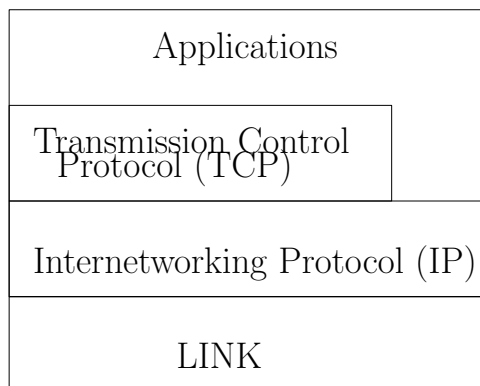 Applications
Transmission Control
Protocol (TCP)
Internetworking Protocol (IP)
LINK